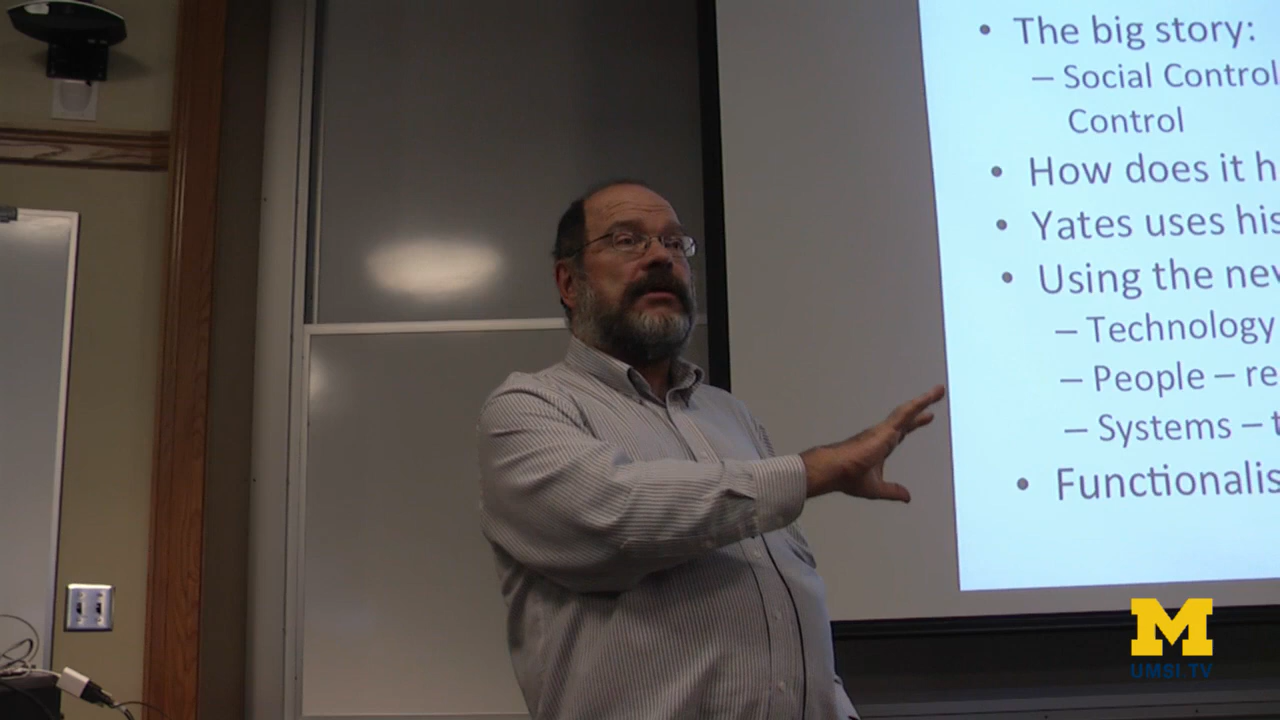 • The big story:
– Social Control
Control
• How does it h
• Yates uses his
• Using the nev
– Technology
– People – re
– Systems – t
• Functionalis
M
UMSI.TV